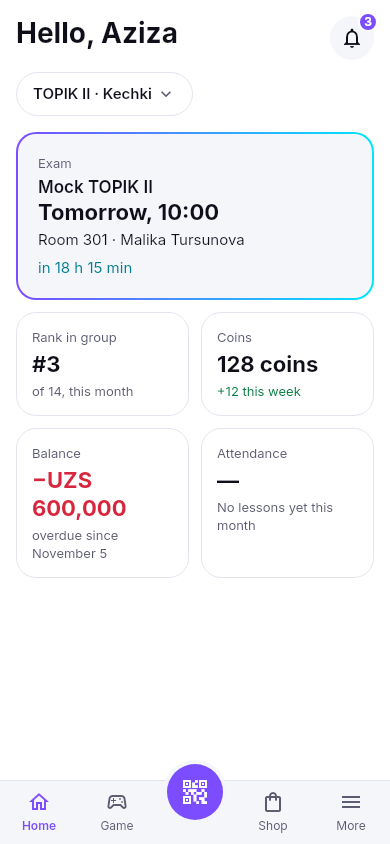 Hello, Aziza
3
TOPIK II · Kechki
Exam
Mock TOPIK II
Tomorrow, 10:00
Room 301 · Malika Tursunova
in 18 h 15 min
Rank in group
#3
of 14, this month
Coins
128 coins
+12 this week
Balance
−UZS
600,000
overdue since
November 5
Attendance
—
No lessons yet this
month
Home
Game
Shop
More